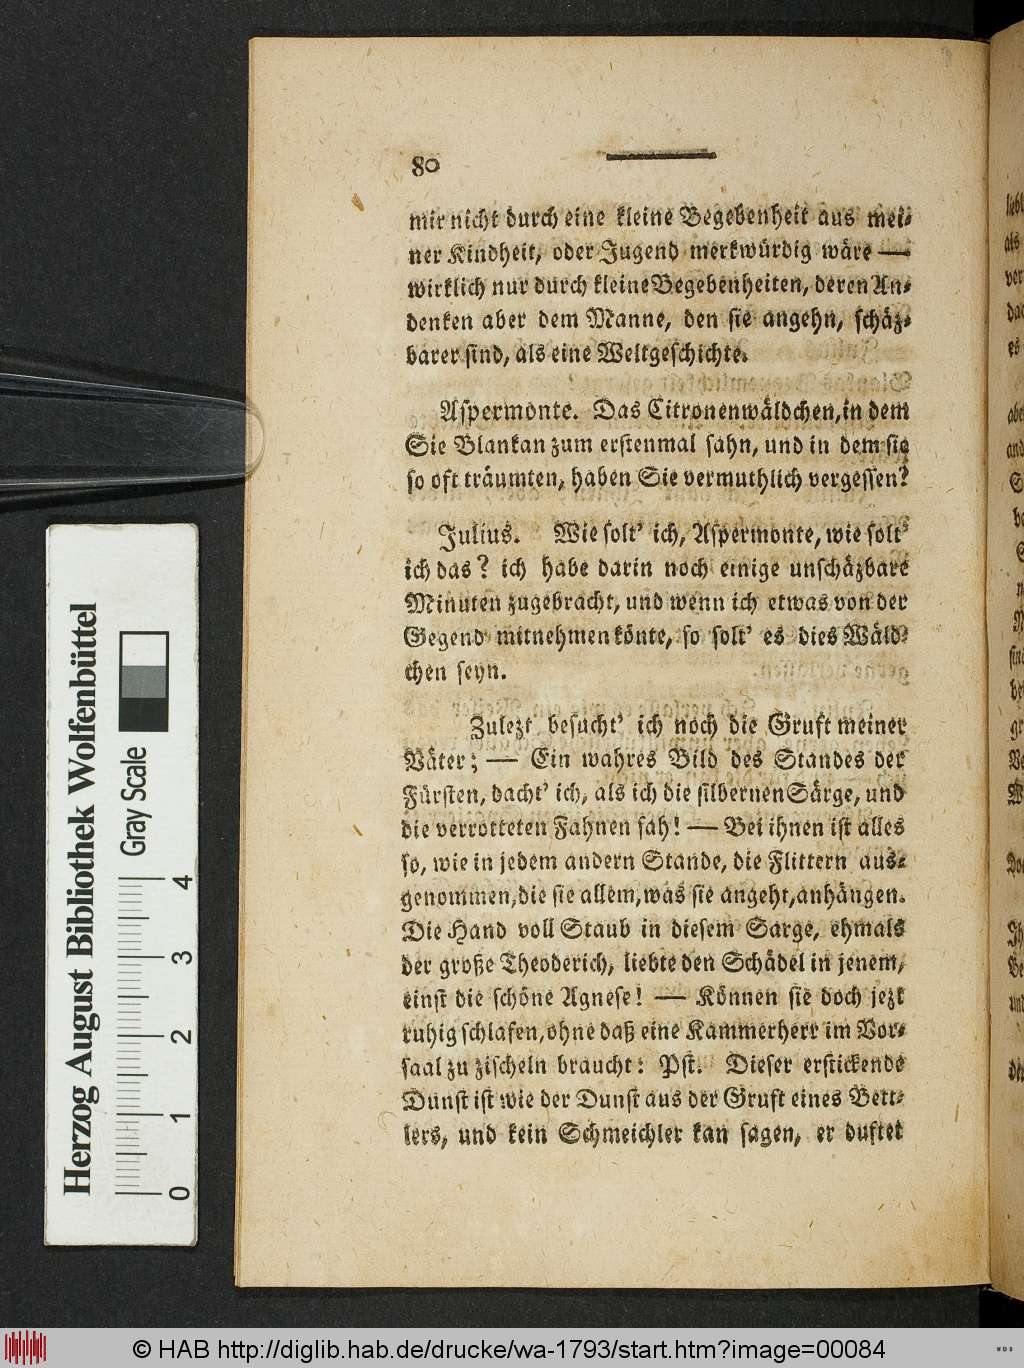 80
mir nicht durch eine kleine Begebenheit aus mei-
ner Kindheit, oder Jugend merkwürdig wäre —
wirklich nur durch kleine Begebenheiten, deren An-
denken aber dem Manne, den sie angehn, schäz-
barer sind, als eine Weltgeschichte.
Aspermonte. Das Citronenwäldchen, in dem
Sie Blankan zum erstenmal sahn, und in dem sie
so oft träumten, haben Sie vermuthlich vergessen?
Julius. Wie solt' ich, Aspermonte, wie solt'
ich das? ich habe darin noch einige unschäzbare
Minuten zugebracht, und wenn ich etwas von der
Gegend mitnehmen könte, so solt' es dies Wäld-
chen seyn.
Zulezt besucht' ich noch die Gruft meiner
Väter; — Ein wahres Bild des Standes der
Fürsten, dacht' ich, als ich die silbernen Särge, und
die verrotteten Fahnen sah! — Bei ihnen ist alles
so, wie in jedem andern Stande, die Flittern aus-
genommen, die sie allem, was sie angeht, anhängen.
Die Hand voll Staub in diesem Sarge, ehmals
der große Theoderich, liebte den Schädel in jenem,
einst die schöne Agnese! — Können sie doch jezt
ruhig schlafen, ohne daß eine Kammerherr im Vor-
saal zu zischeln braucht: Pst. Dieser erstickende
Dunst ist wie der Dunst aus der Gruft eines Bett-
lers, und kein Schmeichler kan sagen, er duftet
Herzog August Bibliothek Wolfenbüttel
Gray Scale
0 1 2 3 4
© HAB http://diglib.hab.de/drucke/wa-1793/start.htm?image=00084